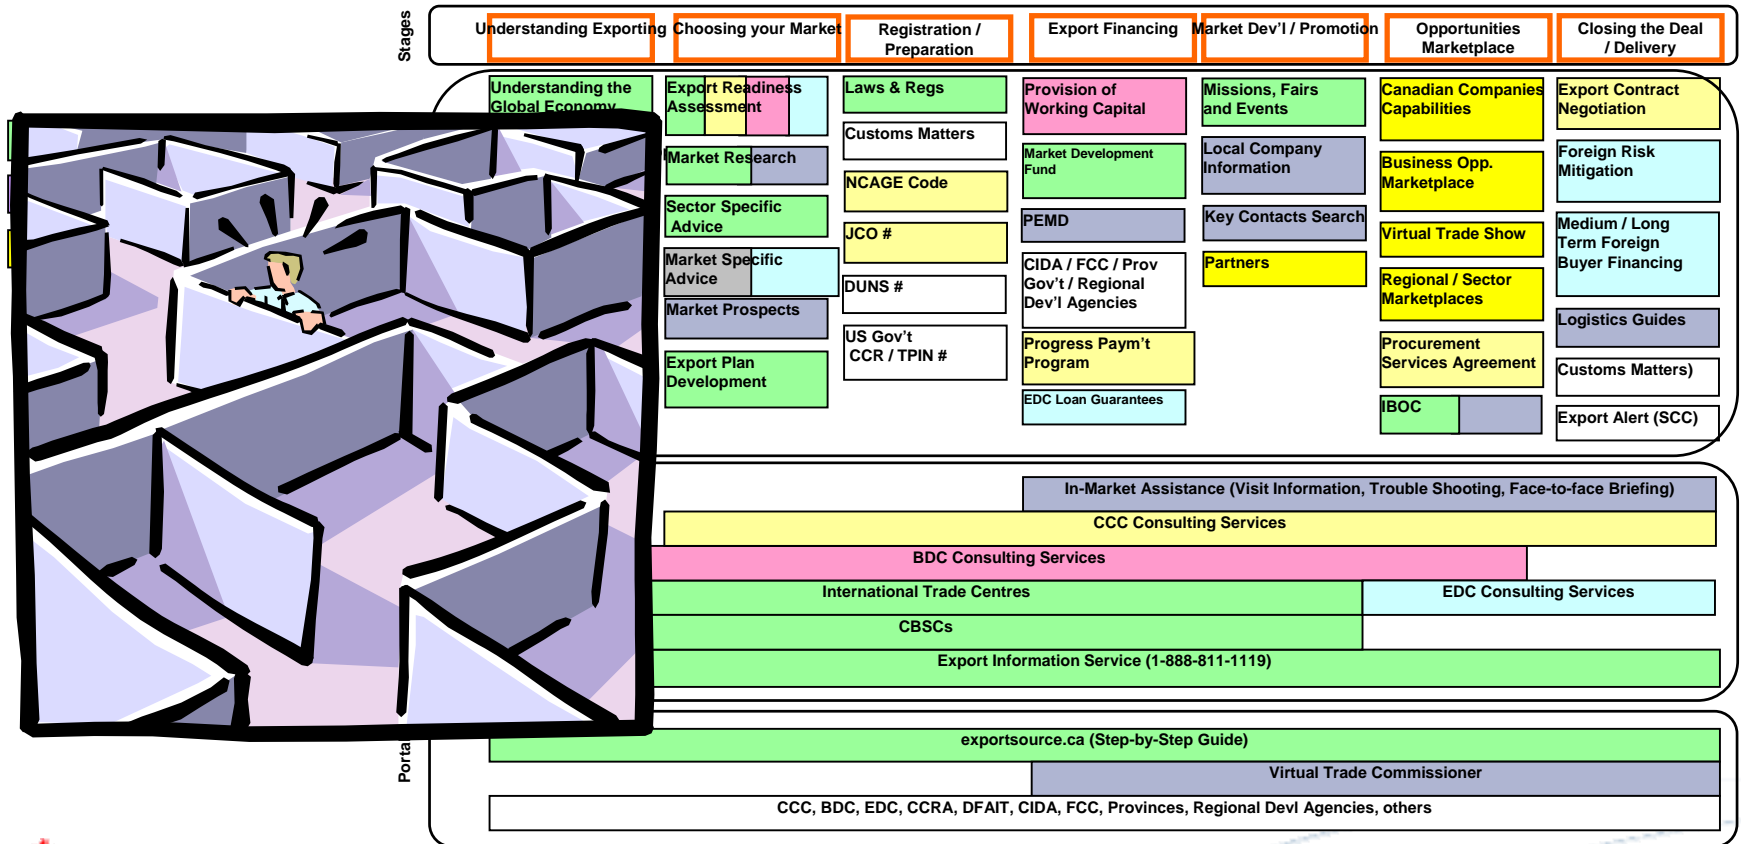 Stages
Understanding Exporting
Choosing your Market
Registration /
Preparation
Export Financing
Market Dev'l / Promotion
Opportunities
Marketplace
Closing the Deal
/ Delivery
Understanding the
Global Economy
Export Readiness
Assessment
Market Research
Sector Specific
Advice
Market Specific
Advice
Market Prospects
Export Plan
Development
Laws & Regs
Customs Matters
NCAGE Code
JCO #
DUNS #
US Gov't
CCR / TPIN #
Provision of
Working Capital
Market Development
Fund
PEMD
CIDA / FCC / Prov
Gov't / Regional
Dev'l Agencies
Progress Paym't
Program
EDC Loan Guarantees
Missions, Fairs
and Events
Local Company
Information
Key Contacts Search
Partners
Canadian Companies
Capabilities
Business Opp.
Marketplace
Virtual Trade Show
Regional / Sector
Marketplaces
Procurement
Services Agreement
IBOC
Export Contract
Negotiation
Foreign Risk
Mitigation
Medium / Long
Term Foreign
Buyer Financing
Logistics Guides
Customs Matters)
Export Alert (SCC)
In-Market Assistance (Visit Information, Trouble Shooting, Face-to-face Briefing)
CCC Consulting Services
BDC Consulting Services
International Trade Centres
EDC Consulting Services
CBSCs
Export Information Service (1-888-811-1119)
Porta
exportsource.ca (Step-by-Step Guide)
Virtual Trade Commissioner
CCC, BDC, EDC, CCRA, DFAIT, CIDA, FCC, Provinces, Regional Devl Agencies, others